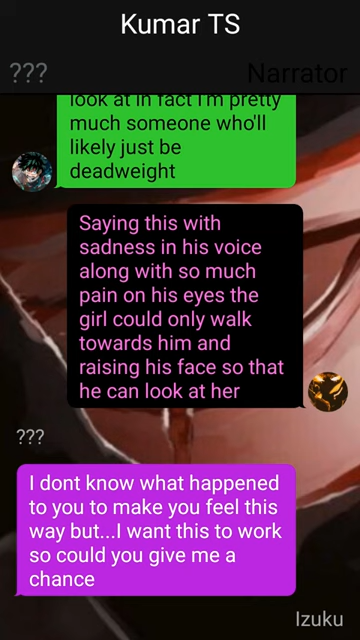 Kumar TS
???
Narrator
look at in fact I'm pretty
much someone who'll
likely just be
deadweight
Saying this with
sadness in his voice
along with so much
pain on his eyes the
girl could only walk
towards him and
raising his face so that
he can look at her
???
I dont know what happened
to you to make you feel this
way but...I want this to work
so could you give me a
chance
Izuku